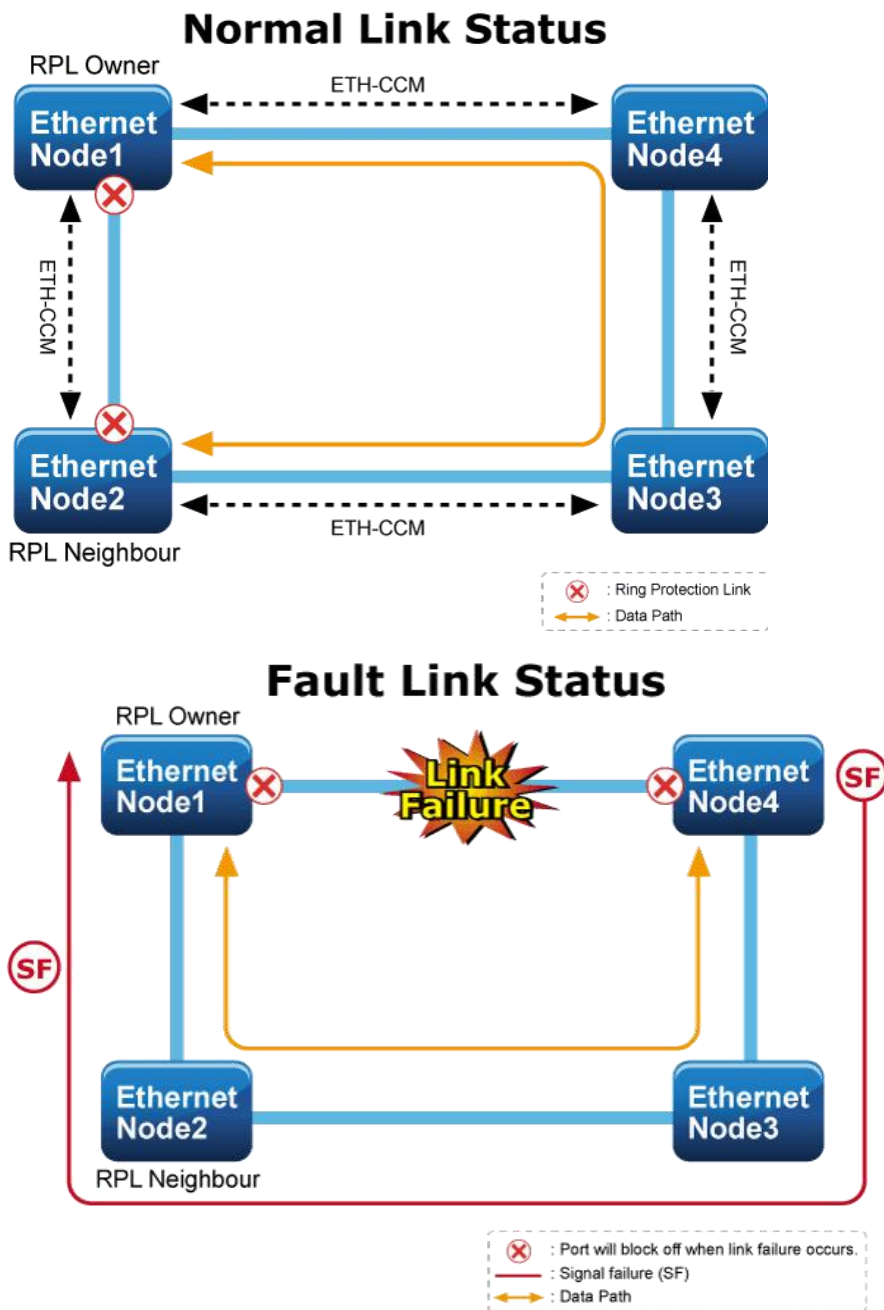 Normal Link Status
RPL Owner
ETH-CCM
Ethernet
Node1
Ethernet
Node4
ETH-CCM
ETH-CCM
Ethernet
Node2
Ethernet
Node3
ETH-CCM
RPL Neighbour
: Ring Protection Link
: Data Path
Fault Link Status
RPL Owner
Ethernet
Node1
Link
Failure
Ethernet
Node4
SF
SF
Ethernet
Node2
Ethernet
Node3
RPL Neighbour
: Port will block off when link failure occurs.
: Signal failure (SF)
: Data Path